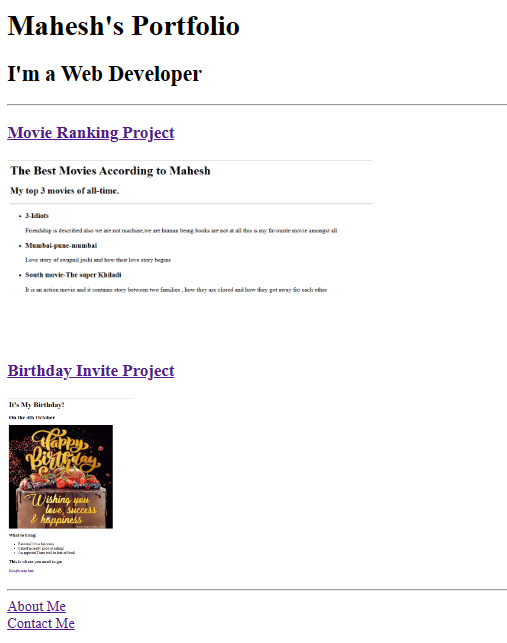 Mahesh's Portfolio
I'm a Web Developer
Movie Ranking Project
The Best Movies According to Mahesh
My top 3 movies of all-time.
3-Idiots
Friendship is described also we are not machine,we are human being books are not at all this is my favourite movie amongst all
Mumbai-pune-mumbai
Love story of swapnil joshi and how their love story begins
South movie-The super Khiladi
It is an action movie and it contains story between two families , how they are closed and how they got away fro each other
Birthday Invite Project
It's My Birthday!
On the 4th October
Happy
Birthday
Wishing you
love, success
& happiness
What to bring:
This is where you need to go:
Google map link
About Me
Contact Me